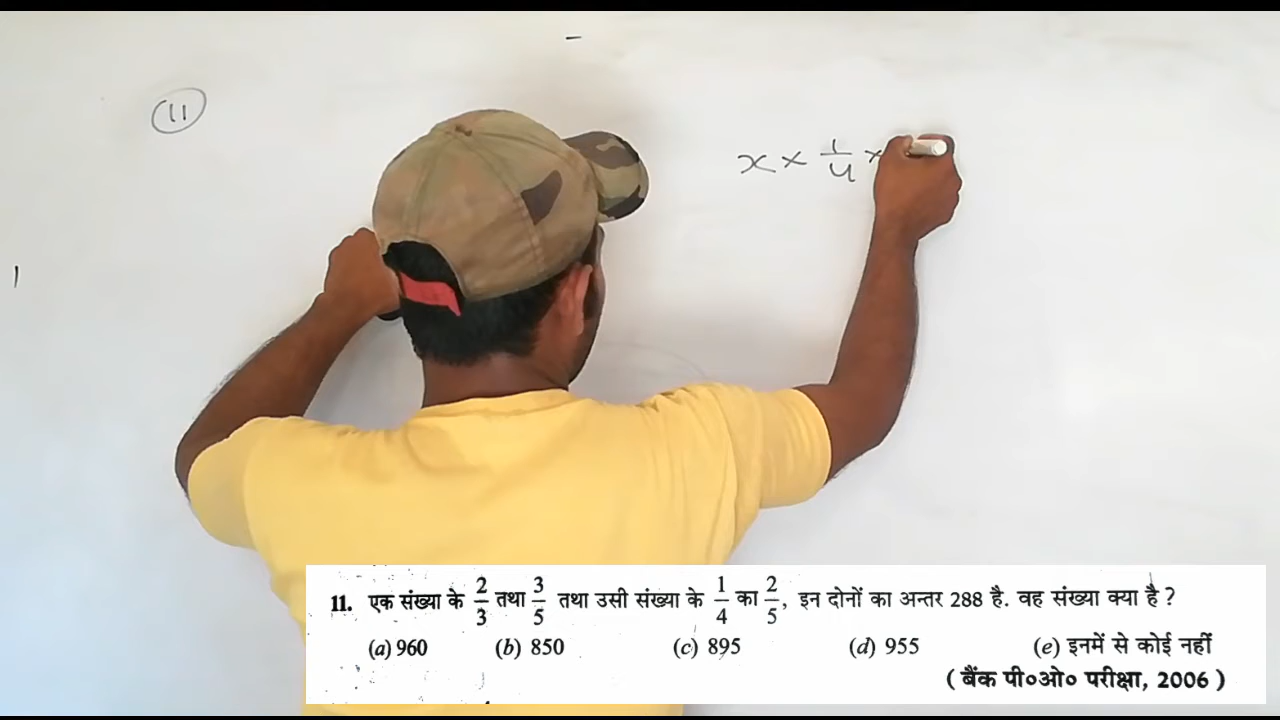 11
x × 1/4 ×
11. एक संख्या के 2/3 तथा 3/5 तथा उसी संख्या के 1/4 का 2/5, इन दोनों का अन्तर 288 है. वह संख्या क्या है ?
(a) 960 (b) 850 (c) 895 (d) 955 (e) इनमें से कोई नहीं
( बैंक पी०ओ० परीक्षा, 2006 )